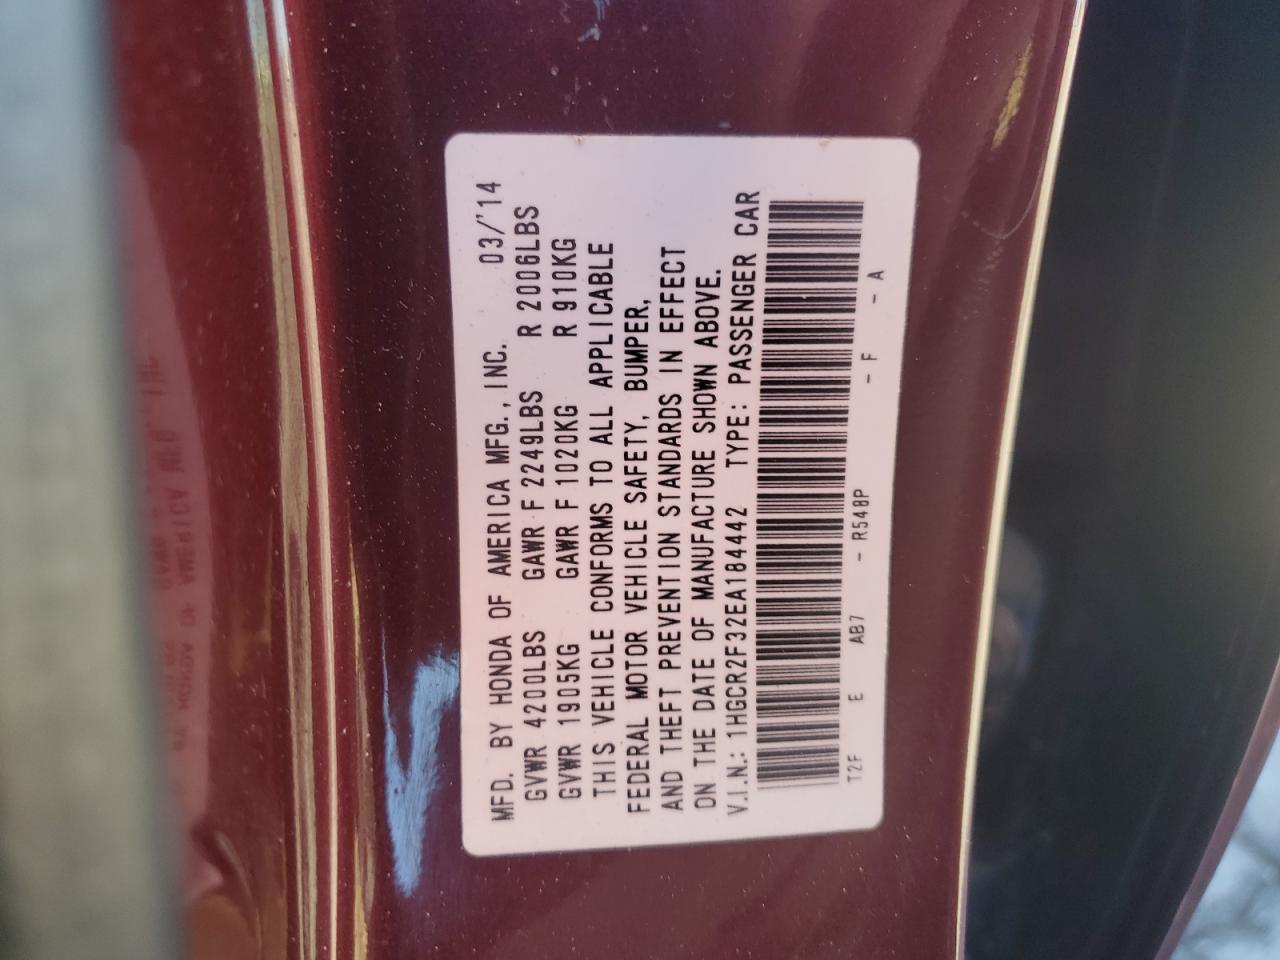 MFD. BY HONDA OF AMERICA MFG., INC. 03/'14
GVWR 4200LBS GAWR F 2249LBS R 2006LBS
GVWR 1905KG GAWR F 1020KG R 910KG
THIS VEHICLE CONFORMS TO ALL APPLICABLE
FEDERAL MOTOR VEHICLE SAFETY, BUMPER,
AND THEFT PREVENTION STANDARDS IN EFFECT
ON THE DATE OF MANUFACTURE SHOWN ABOVE.
V.I.N.: 1HGCR2F32EA184442 TYPE: PASSENGER CAR
T2F E AB7 - R548P - F - A